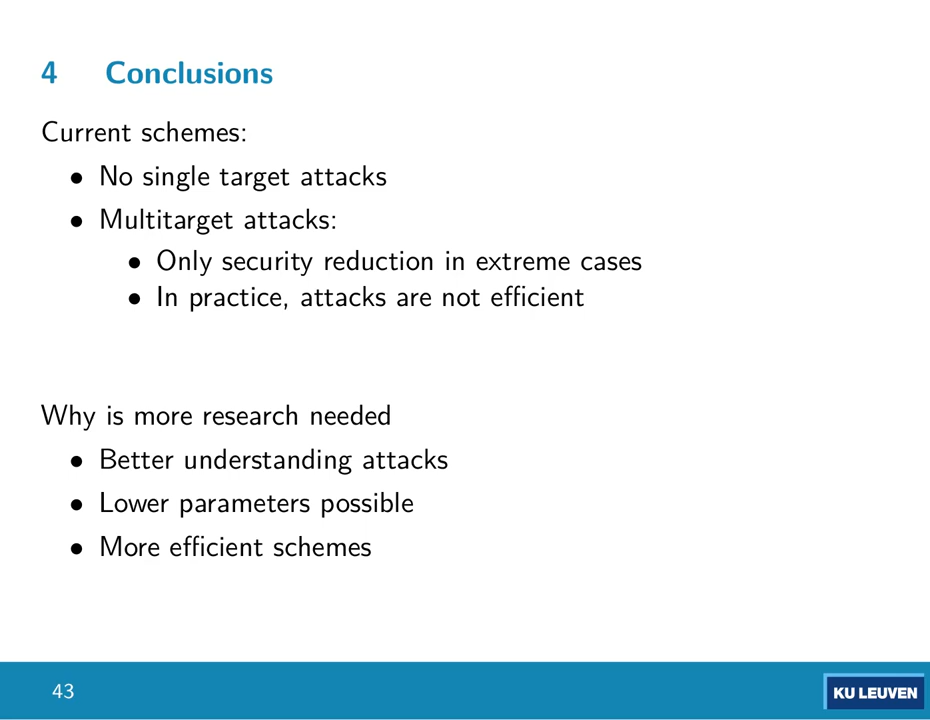 4 Conclusions
Current schemes:
• No single target attacks
• Multitarget attacks:
• Only security reduction in extreme cases
• In practice, attacks are not efficient
Why is more research needed
• Better understanding attacks
• Lower parameters possible
• More efficient schemes
43
KU LEUVEN